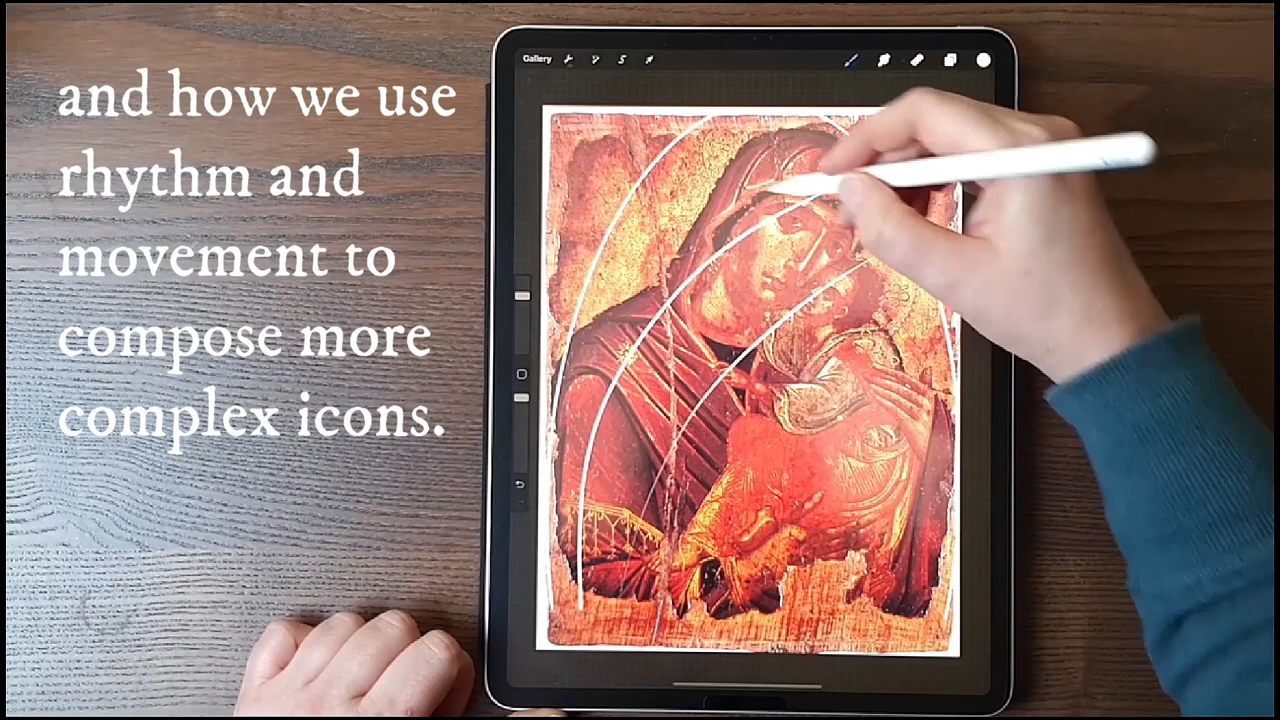 and how we use
rhythm and
movement to
compose more
complex icons.
Gallery